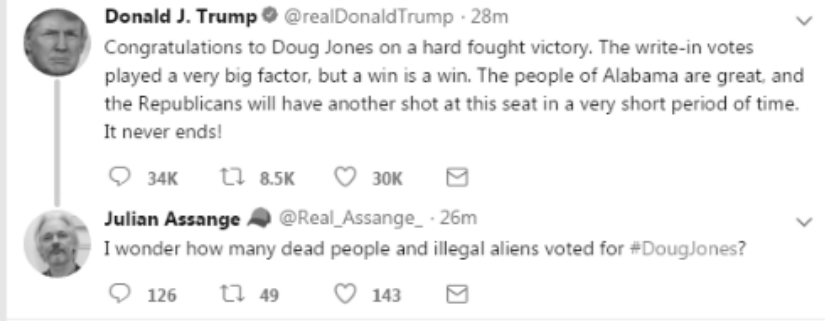 Donald J. Trump @realDonaldTrump · 28m
Congratulations to Doug Jones on a hard fought victory. The write-in votes
played a very big factor, but a win is a win. The people of Alabama are great, and
the Republicans will have another shot at this seat in a very short period of time.
It never ends!
34K 8.5K 30K
Julian Assange @Real_Assange_ · 26m
I wonder how many dead people and illegal aliens voted for #DougJones?
126 49 143